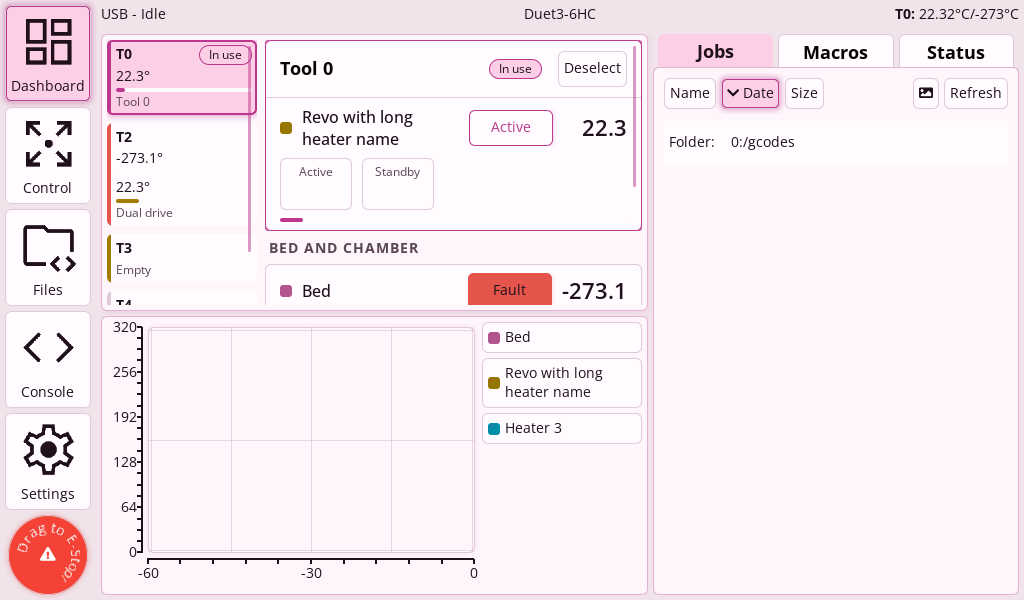 USB - Idle
Duet3-6HC
T0: 22.32°C/-273°C
Dashboard
Control
Files
Console
Settings
Drag to E-Stop!
T0
In use
22.3°
Tool 0
T2
-273.1°
22.3°
Dual drive
T3
Empty
T4
Tool 0
In use
Deselect
Revo with long
heater name
Active
22.3
Active
Standby
BED AND CHAMBER
Bed
Fault
-273.1
320
256
192
128
64
0
-60
-30
0
Bed
Revo with long
heater name
Heater 3
Jobs
Macros
Status
Name
Date
Size
Refresh
Folder:
0:/gcodes